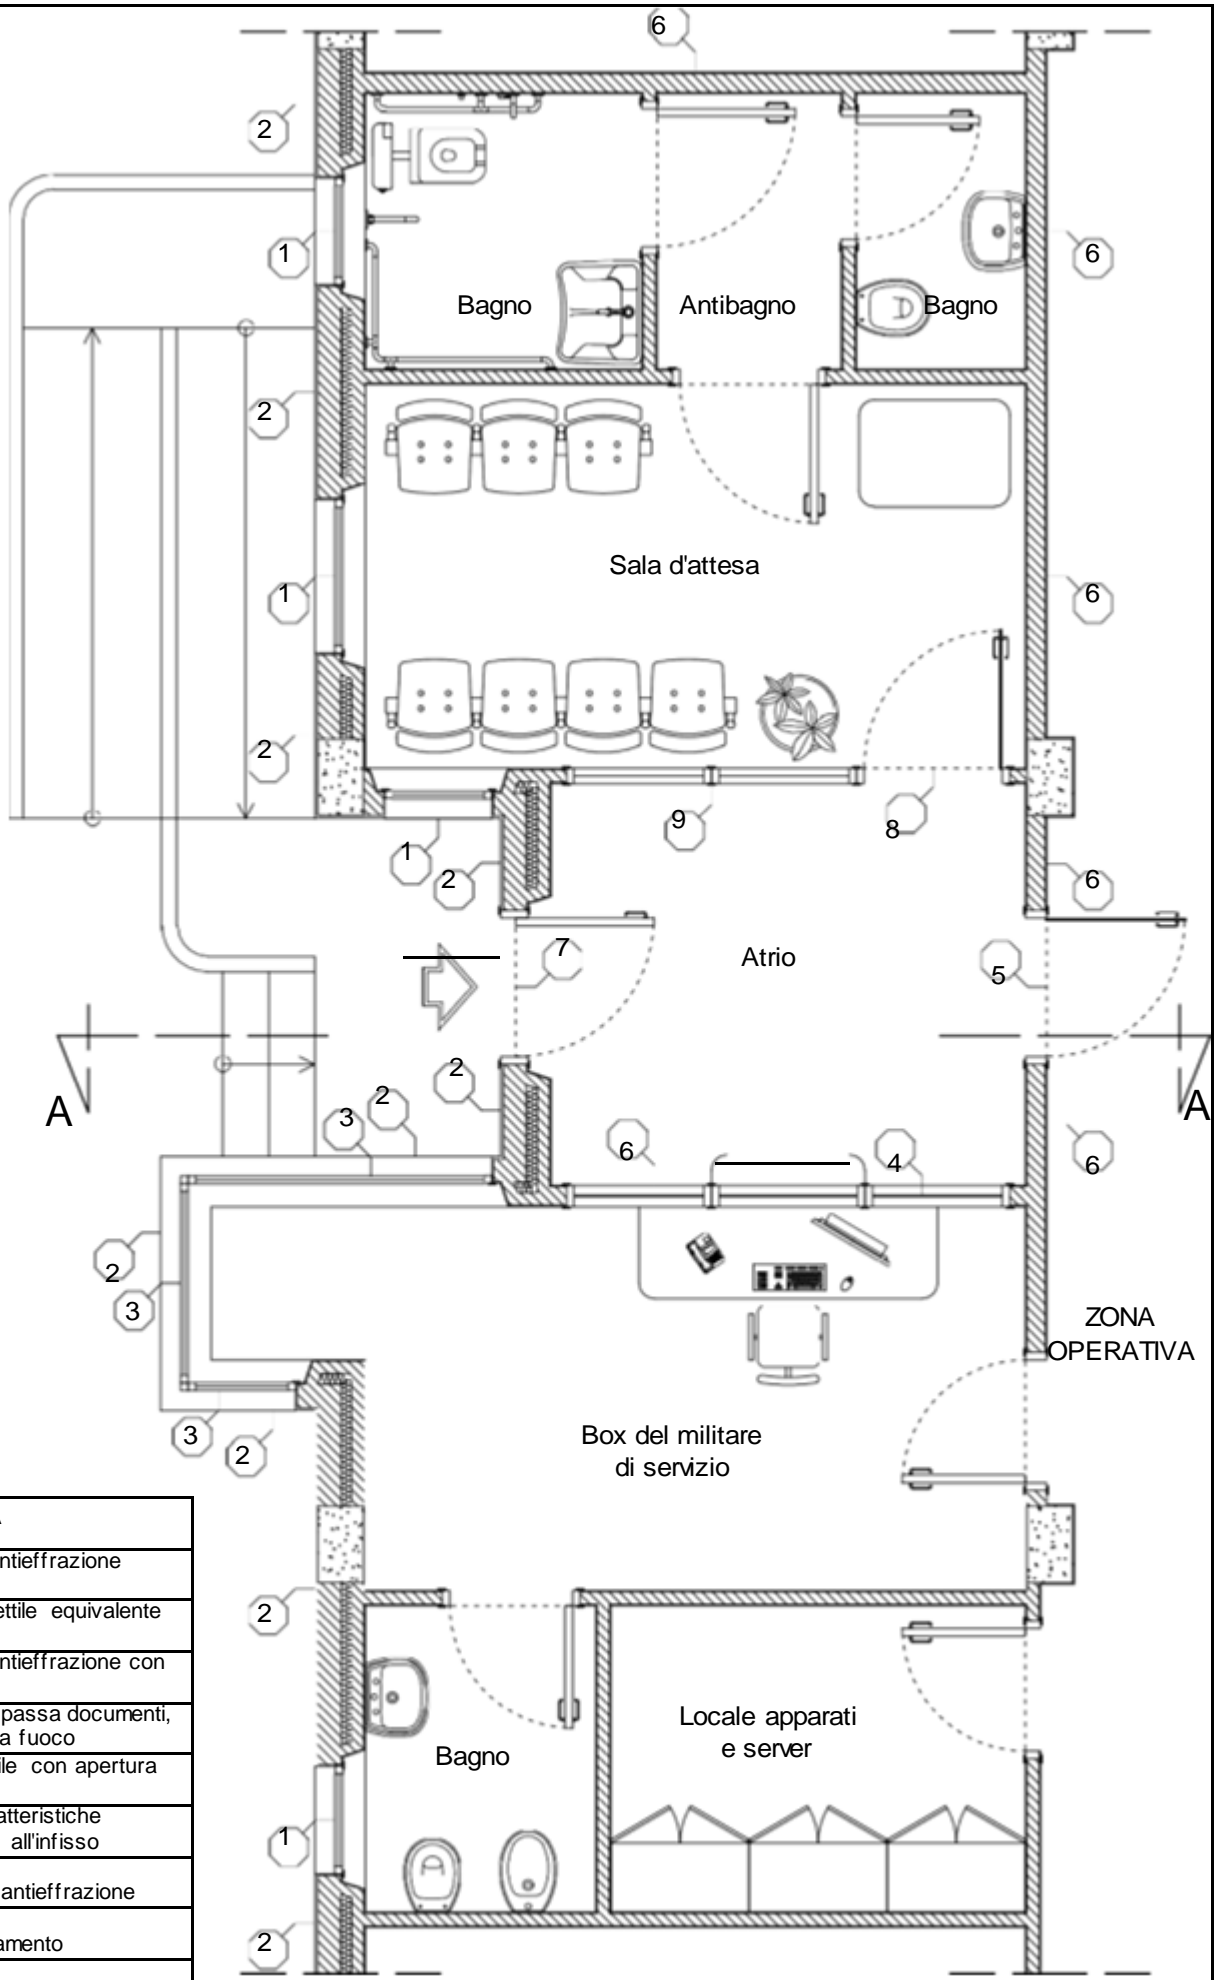 6
2
1
6
Bagno
Antibagno
Bagno
2
Sala d'attesa
1
6
2
9
8
1
2
6
7
Atrio
5
A
A
2
2
3
6
4
6
2
3
ZONA
OPERATIVA
3
2
Box del militare
di servizio
2
Locale apparati
e server
Bagno
1
2
ntieffrazione
ettile equivalente
ntieffrazione con
passa documenti,
a fuoco
ile con apertura
atteristiche
all'infisso
antieffrazione
amento